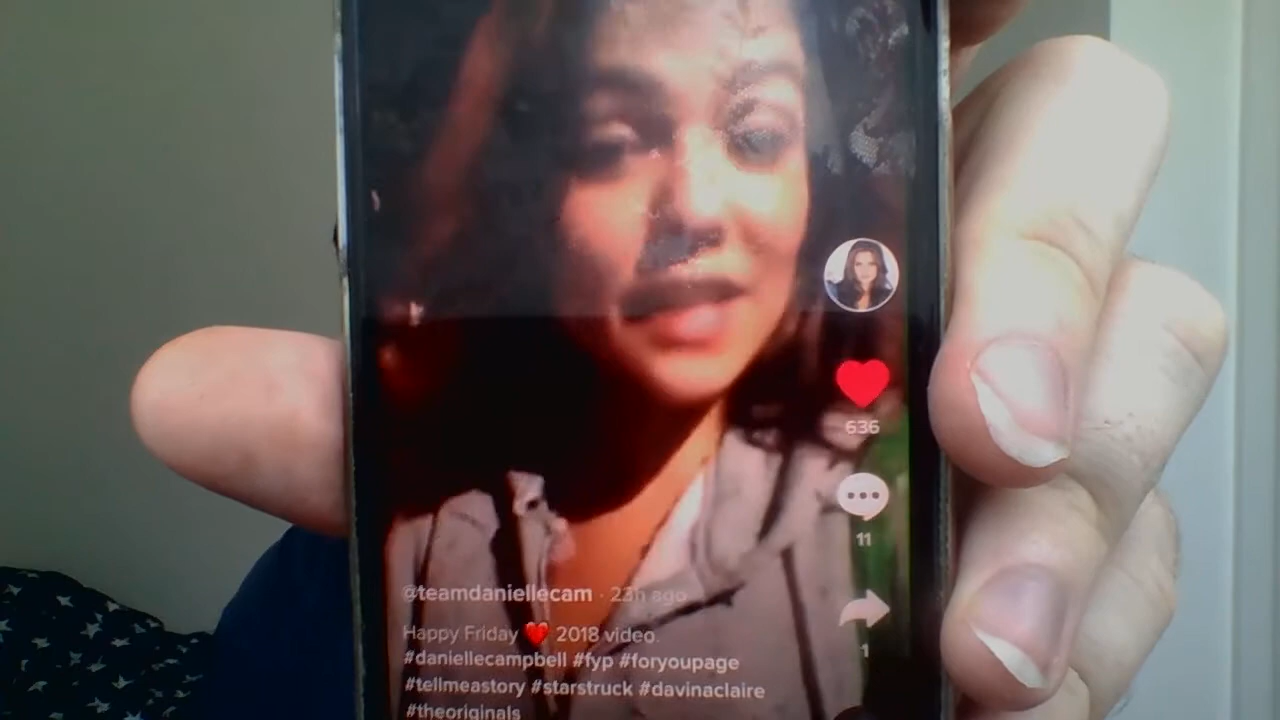 636
11
1
@teamdaniellecam · 23h ago
Happy Friday ❤️ 2018 video.
#daniellecampbell #fyp #foryoupage
#tellmeastory #starstruck #davinaclaire
#theoriginals